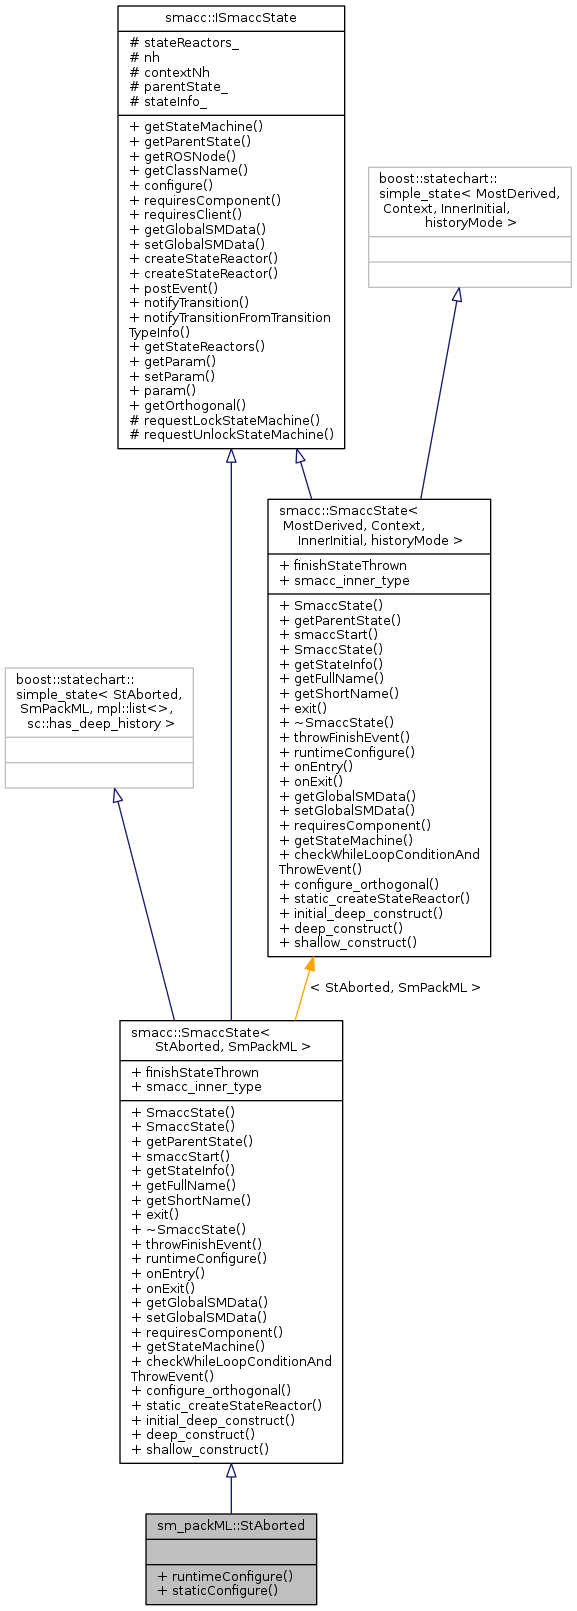 smacc::ISmaccState
# stateReactors_
# nh
# contextNh
# parentState_
# stateInfo_
+ getStateMachine()
+ getParentState()
+ getROSNode()
+ getClassName()
+ configure()
+ requiresComponent()
+ requiresClient()
+ getGlobalSMData()
+ setGlobalSMData()
+ createStateReactor()
+ createStateReactor()
+ postEvent()
+ notifyTransition()
+ notifyTransitionFromTransition
TypeInfo()
+ getStateReactors()
+ getParam()
+ setParam()
+ param()
+ getOrthogonal()
# requestLockStateMachine()
# requestUnlockStateMachine()
boost::statechart::
simple_state< MostDerived,
Context, InnerInitial,
historyMode >
smacc::SmaccState<
MostDerived, Context,
InnerInitial, historyMode >
+ finishStateThrown
+ smacc_inner_type
+ SmaccState()
+ getParentState()
+ smaccStart()
+ SmaccState()
+ getStateInfo()
+ getFullName()
+ getShortName()
+ exit()
+ ~SmaccState()
+ throwFinishEvent()
+ runtimeConfigure()
+ onEntry()
+ onExit()
+ getGlobalSMData()
+ setGlobalSMData()
+ requiresComponent()
+ getStateMachine()
+ checkWhileLoopConditionAnd
ThrowEvent()
+ configure_orthogonal()
+ static_createStateReactor()
+ initial_deep_construct()
+ deep_construct()
+ shallow_construct()
boost::statechart::
simple_state< StAborted,
SmPackML, mpl::list<>,
sc::has_deep_history >
< StAborted, SmPackML >
smacc::SmaccState<
StAborted, SmPackML >
+ finishStateThrown
+ smacc_inner_type
+ SmaccState()
+ SmaccState()
+ getParentState()
+ smaccStart()
+ getStateInfo()
+ getFullName()
+ getShortName()
+ exit()
+ ~SmaccState()
+ throwFinishEvent()
+ runtimeConfigure()
+ onEntry()
+ onExit()
+ getGlobalSMData()
+ setGlobalSMData()
+ requiresComponent()
+ getStateMachine()
+ checkWhileLoopConditionAnd
ThrowEvent()
+ configure_orthogonal()
+ static_createStateReactor()
+ initial_deep_construct()
+ deep_construct()
+ shallow_construct()
sm_packML::StAborted
+ runtimeConfigure()
+ staticConfigure()